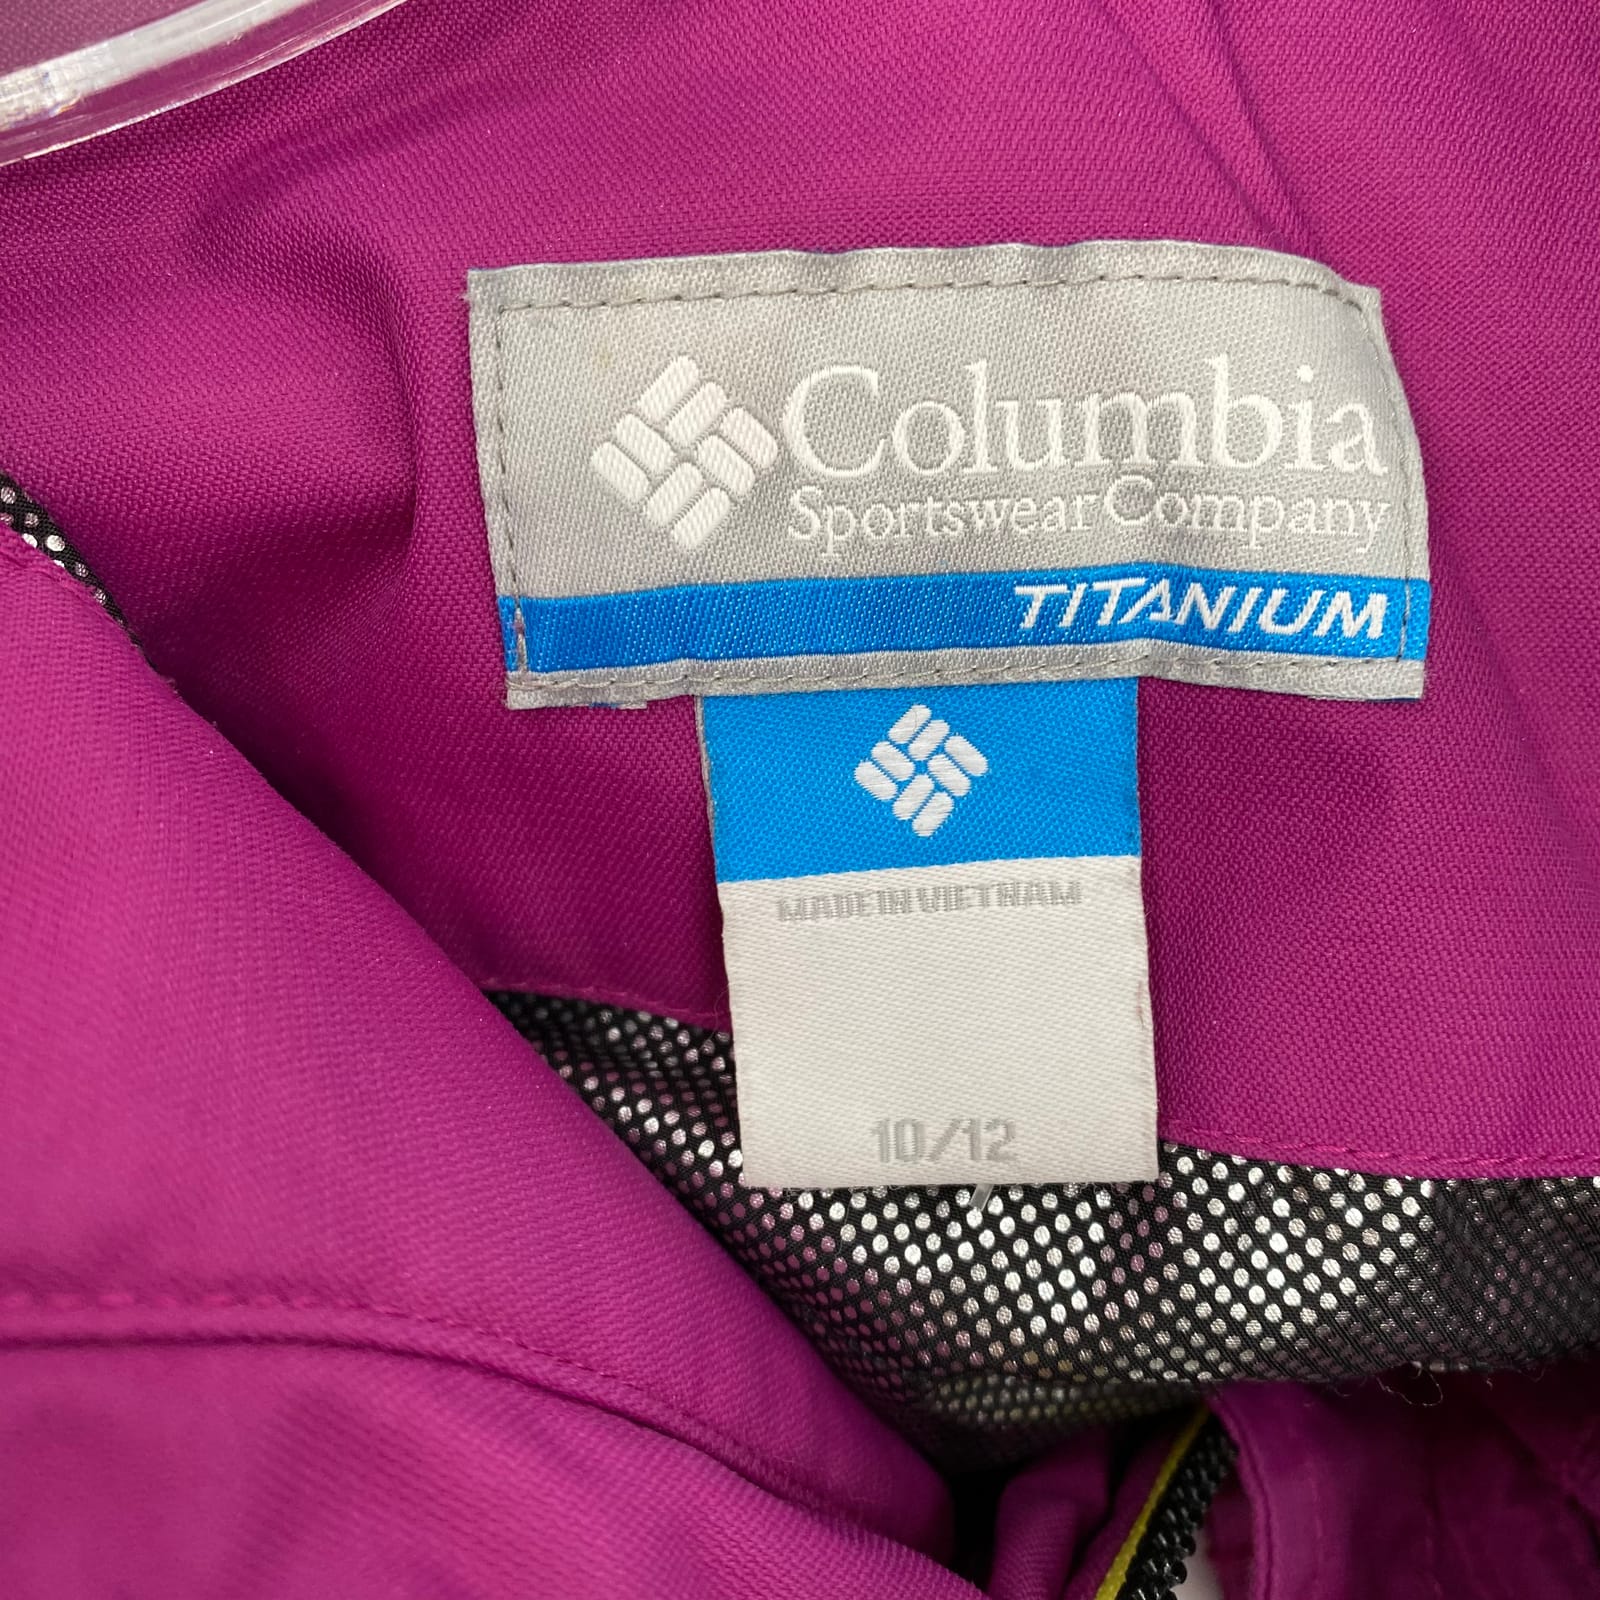 Columbia
Sportswear Company
TITANIUM
MADE IN VIETNAM
10/12